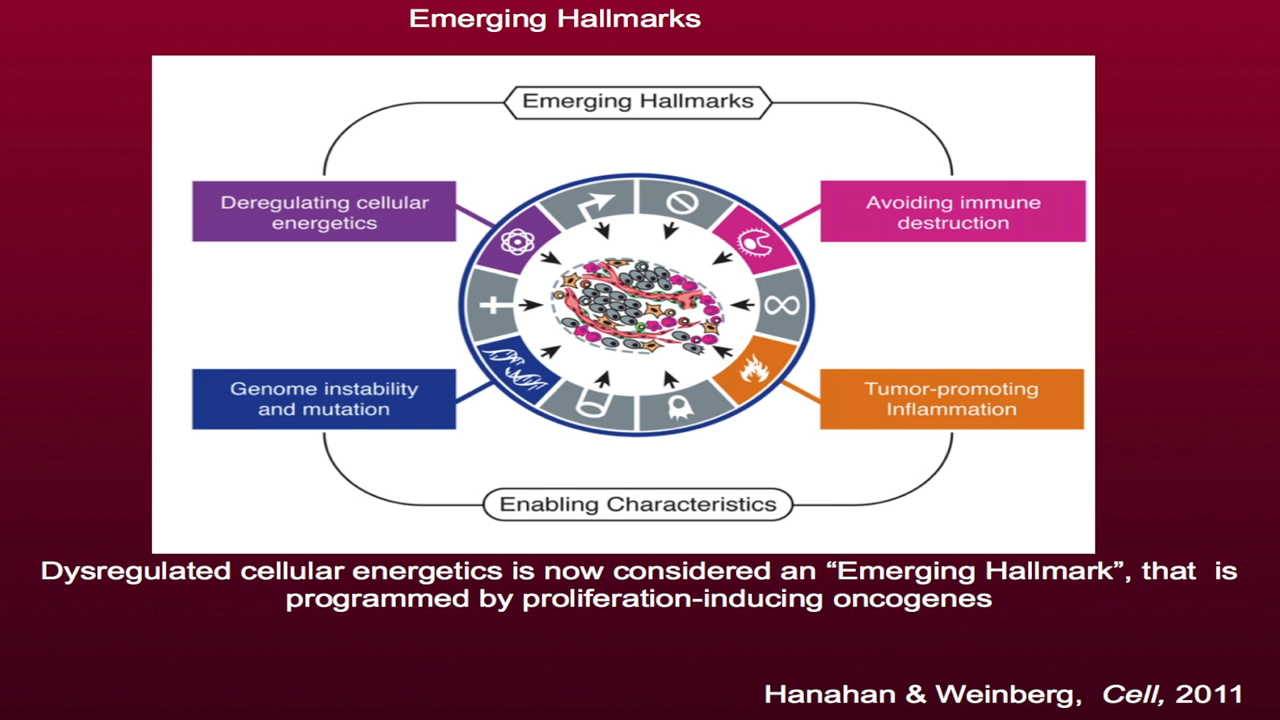 Emerging Hallmarks
Emerging Hallmarks
Deregulating cellular
energetics
Avoiding immune
destruction
Genome instability
and mutation
Tumor-promoting
Inflammation
Enabling Characteristics
Dysregulated cellular energetics is now considered an “Emerging Hallmark”, that is
programmed by proliferation-inducing oncogenes
Hanahan & Weinberg, Cell, 2011